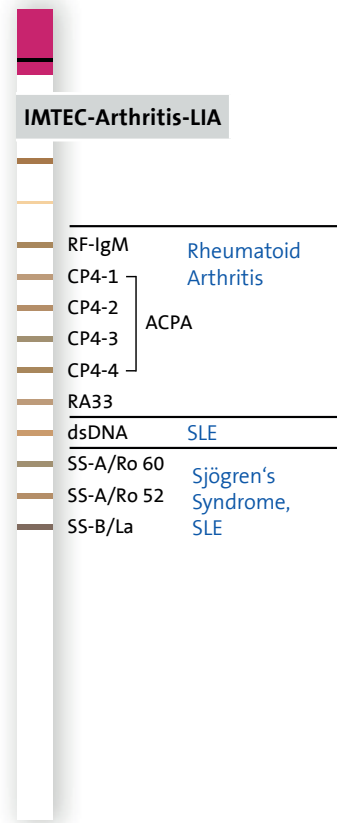 IMTEC-Arthritis-LIA
RF-IgM
Rheumatoid
Arthritis
CP4-1
CP4-2
ACPA
CP4-3
CP4-4
RA33
dsDNA
SLE
SS-A/Ro 60
SS-A/Ro 52
SS-B/La
Sjögren‘s
Syndrome,
SLE